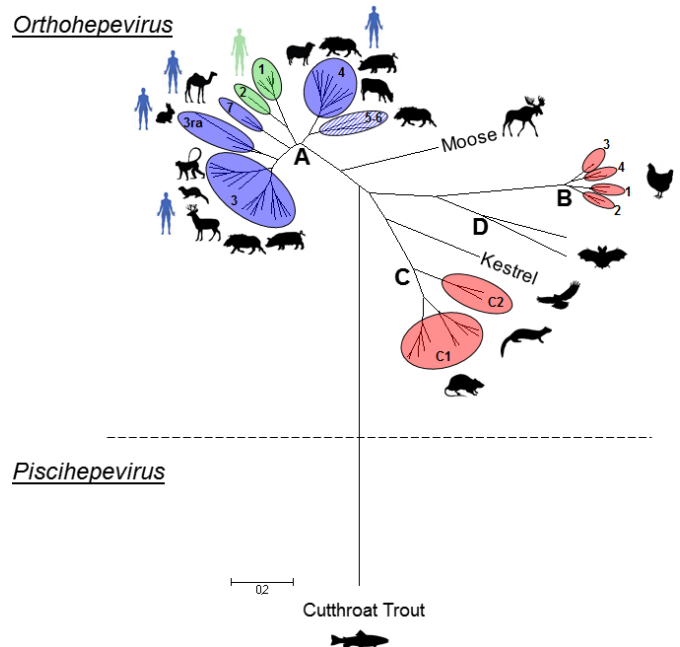 Orthohepevirus
4
1
2
7
5-6
3ra
A
Moose
3
3
4
1
2
B
D
Kestrel
C
C2
C1
Piscihepevirus
0,2
Cutthroat Trout